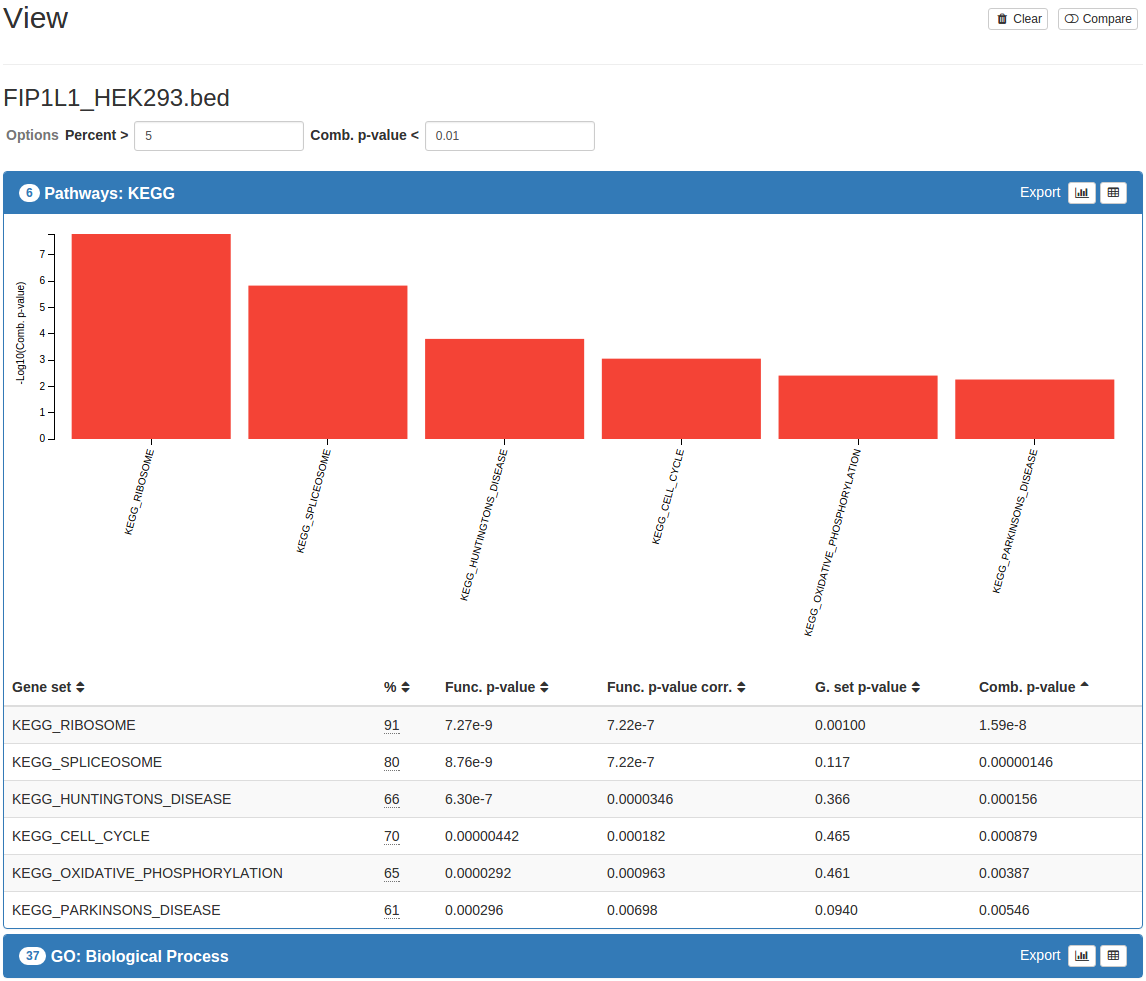 View
Clear
Compare
FIP1L1_HEK293.bed
Options Percent > 5 Comb. p-value < 0.01
6 Pathways: KEGG
Export
-Log10(Comb. p-value)
7
6
5
4
3
2
1
0
KEGG_RIBOSOME
KEGG_SPLICEOSOME
KEGG_HUNTINGTONS_DISEASE
KEGG_CELL_CYCLE
KEGG_OXIDATIVE_PHOSPHORYLATION
KEGG_PARKINSONS_DISEASE
Gene set % Func. p-value Func. p-value corr. G. set p-value Comb. p-value
KEGG_RIBOSOME 91 7.27e-9 7.22e-7 0.00100 1.59e-8
KEGG_SPLICEOSOME 80 8.76e-9 7.22e-7 0.117 0.00000146
KEGG_HUNTINGTONS_DISEASE 66 6.30e-7 0.0000346 0.366 0.000156
KEGG_CELL_CYCLE 70 0.00000442 0.000182 0.465 0.000879
KEGG_OXIDATIVE_PHOSPHORYLATION 65 0.0000292 0.000963 0.461 0.00387
KEGG_PARKINSONS_DISEASE 61 0.000296 0.00698 0.0940 0.00546
37 GO: Biological Process
Export